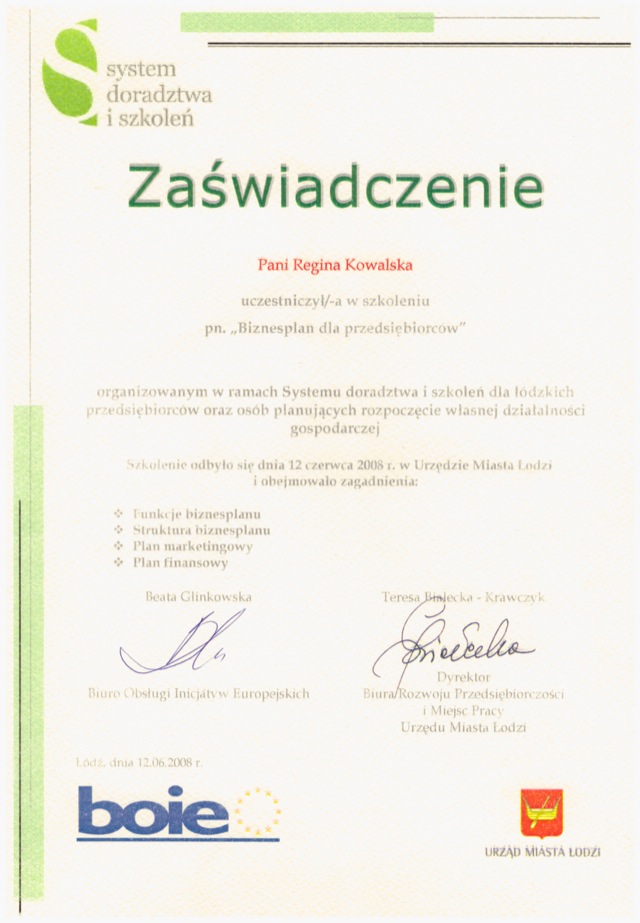 system
doradztwa
i szkoleń
Zaświadczenie
Pani Regina Kowalska
uczestniczył/-a w szkoleniu
pn. „Biznesplan dla przedsiębiorców”
organizowanym w ramach Systemu doradztwa i szkoleń dla łódzkich
przedsiębiorców oraz osób planujących rozpoczęcie własnej działalności
gospodarczej
Szkolenie odbyło się dnia 12 czerwca 2008 r. w Urzędzie Miasta Łodzi
i obejmowało zagadnienia:
❖ Funkcje biznesplanu
❖ Struktura biznesplanu
❖ Plan marketingowy
❖ Plan finansowy
Beata Glinkowska
Biuro Obsługi Inicjatyw Europejskich
Teresa Białecka - Krawczyk
Dyrektor
Biura Rozwoju Przedsiębiorczości
i Miejsc Pracy
Urzędu Miasta Łodzi
Łódź, dnia 12.06.2008 r.
boie
URZĄD MIASTA ŁODZI